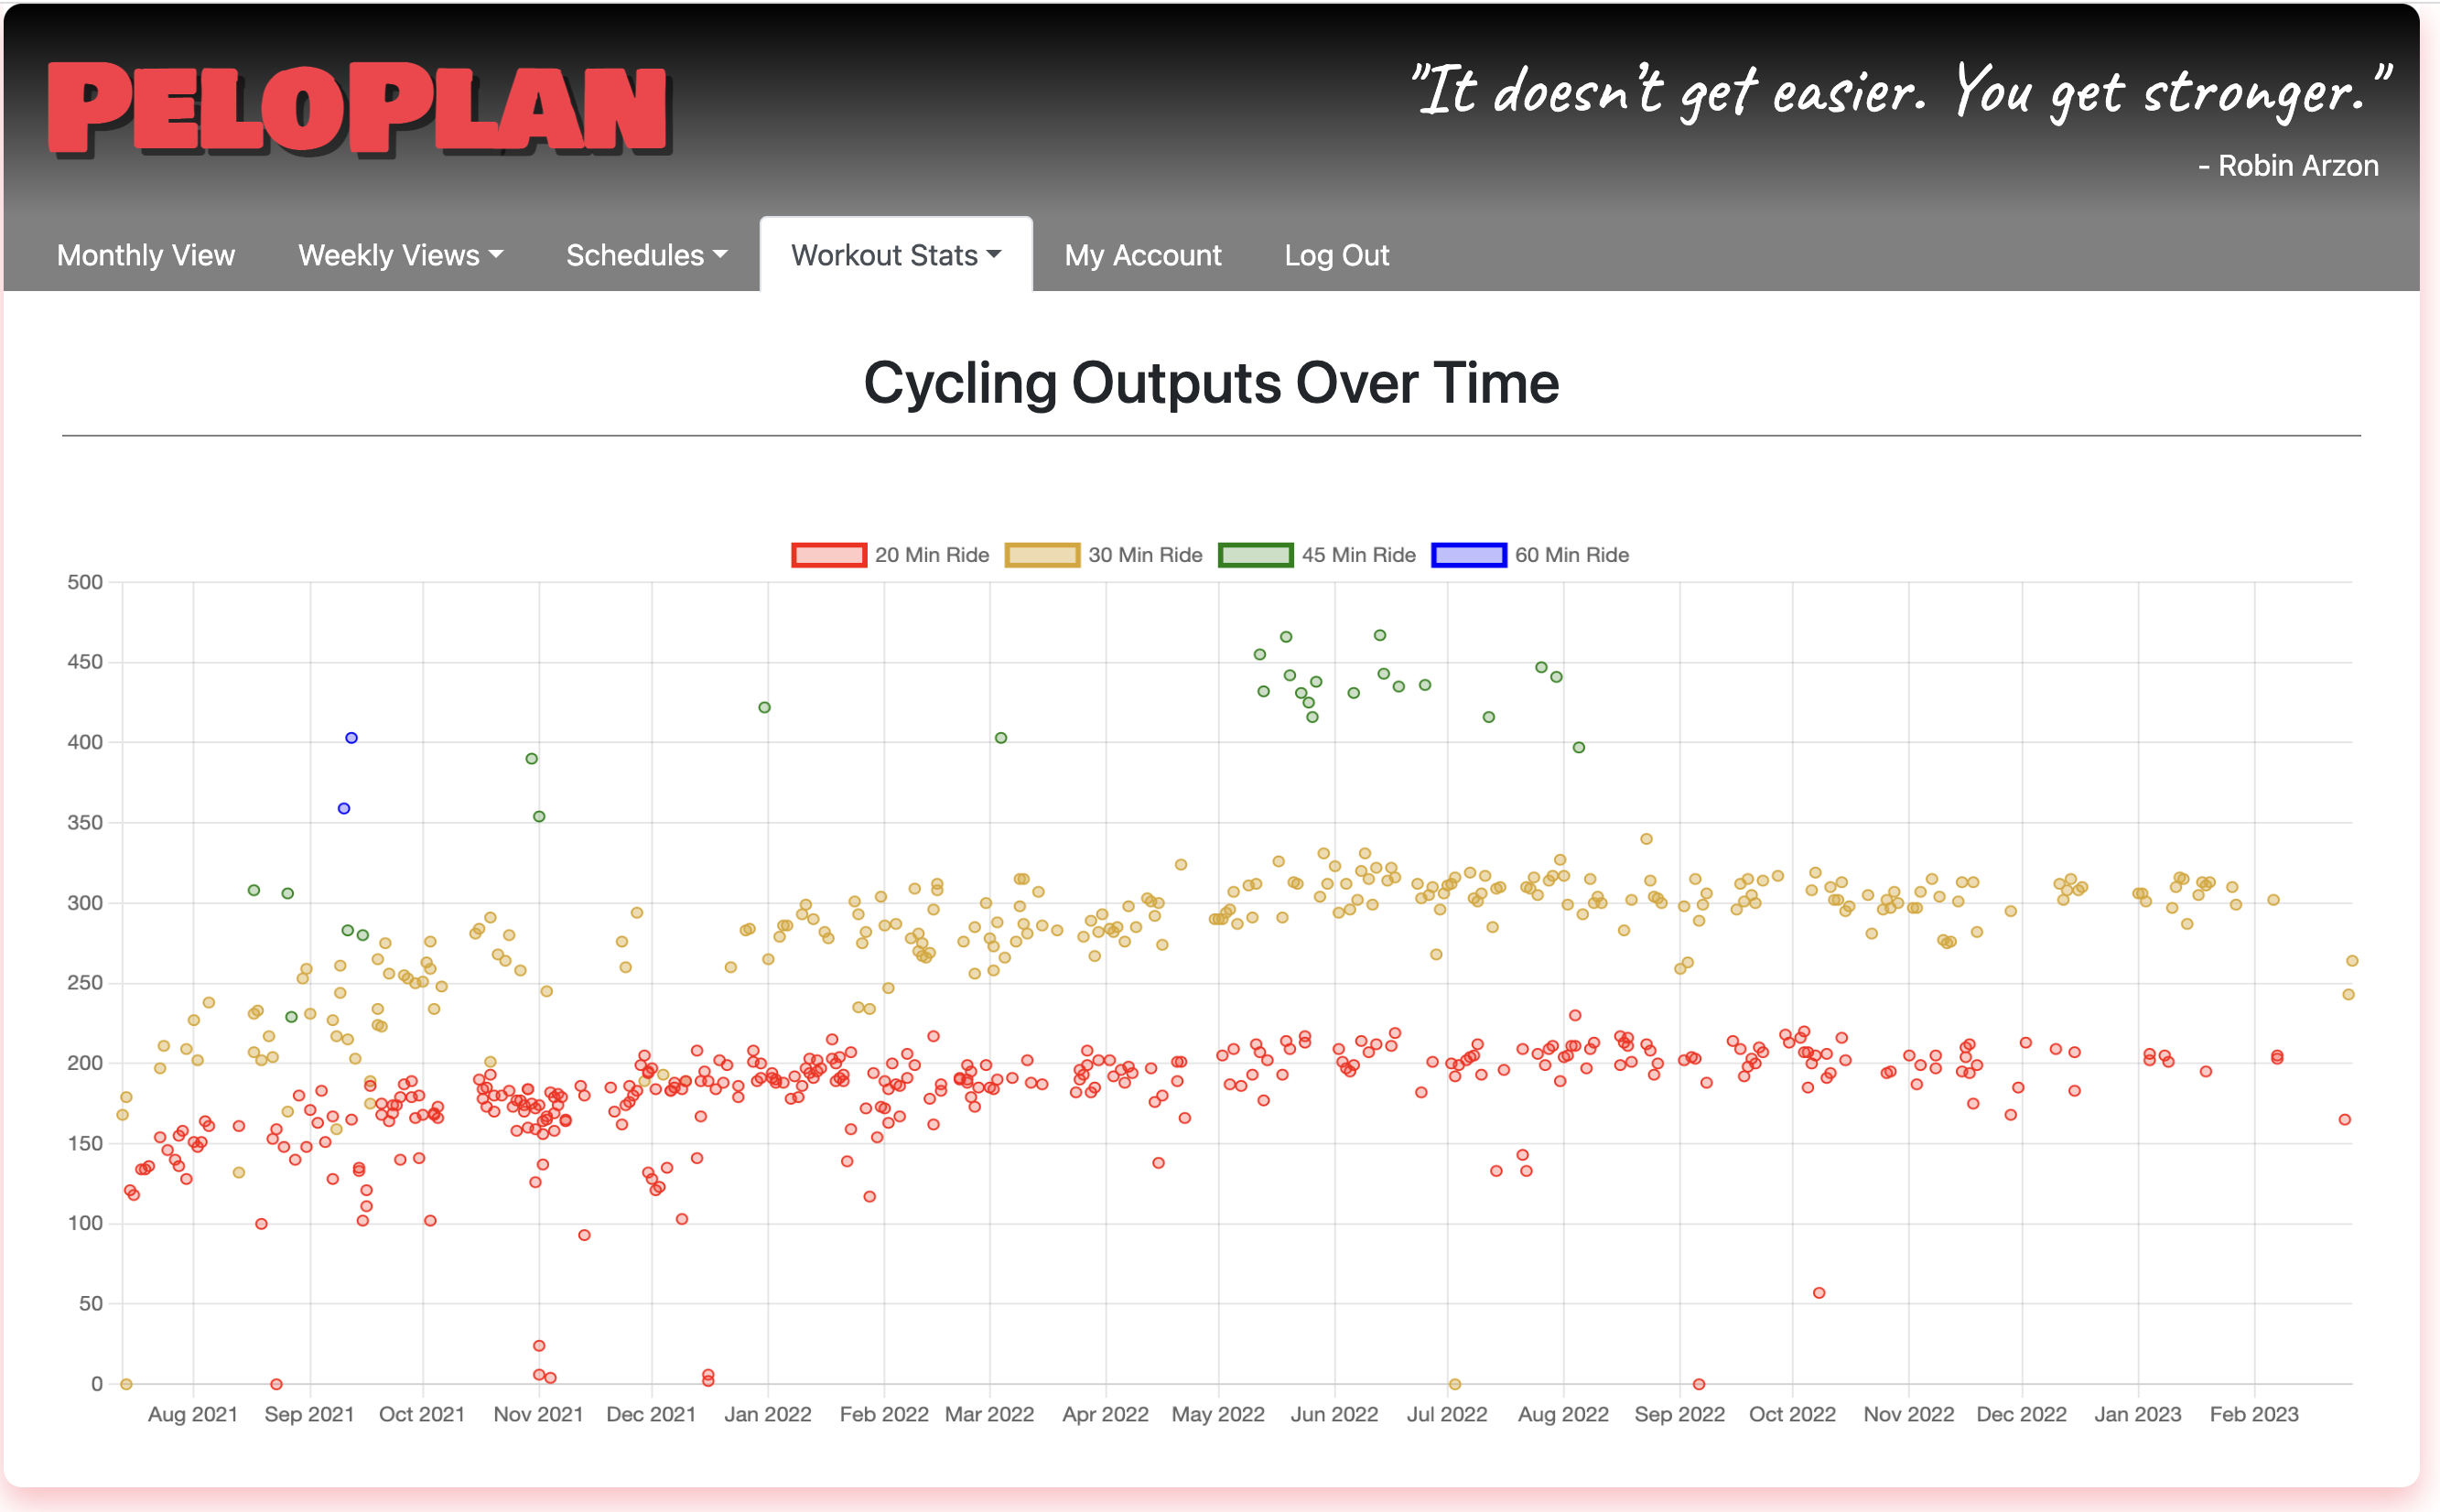 PELOPLAN
"It doesn't get easier. You get stronger."
- Robin Arzon
Monthly View Weekly Views Schedules Workout Stats My Account Log Out
Cycling Outputs Over Time
20 Min Ride 30 Min Ride 45 Min Ride 60 Min Ride
500
450
400
350
300
250
200
150
100
50
0
Aug 2021 Sep 2021 Oct 2021 Nov 2021 Dec 2021 Jan 2022 Feb 2022 Mar 2022 Apr 2022 May 2022 Jun 2022 Jul 2022 Aug 2022 Sep 2022 Oct 2022 Nov 2022 Dec 2022 Jan 2023 Feb 2023